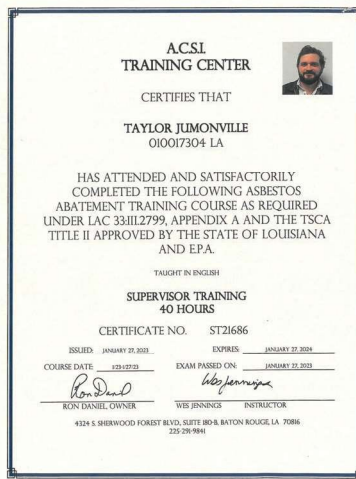 A.C.S.I.
TRAINING CENTER
CERTIFIES THAT
TAYLOR JUMONVILLE
010017304 LA
HAS ATTENDED AND SATISFACTORILY
COMPLETED THE FOLLOWING ASBESTOS
ABATEMENT TRAINING COURSE AS REQUIRED
UNDER LAC 33:III.2799, APPENDIX A AND THE TSCA
TITLE II APPROVED BY THE STATE OF LOUISIANA
AND E.P.A.
TAUGHT IN ENGLISH
SUPERVISOR TRAINING
40 HOURS
CERTIFICATE NO. ST21686
ISSUED: JANUARY 27, 2023 EXPIRES: JANUARY 27, 2024
COURSE DATE: 1/23-1/27/23 EXAM PASSED ON: JANUARY 27, 2023
Ron Daniel Wes Jennings
RON DANIEL, OWNER WES JENNINGS INSTRUCTOR
4324 S. SHERWOOD FOREST BLVD., SUITE 180-B, BATON ROUGE, LA 70816
225-291-9841